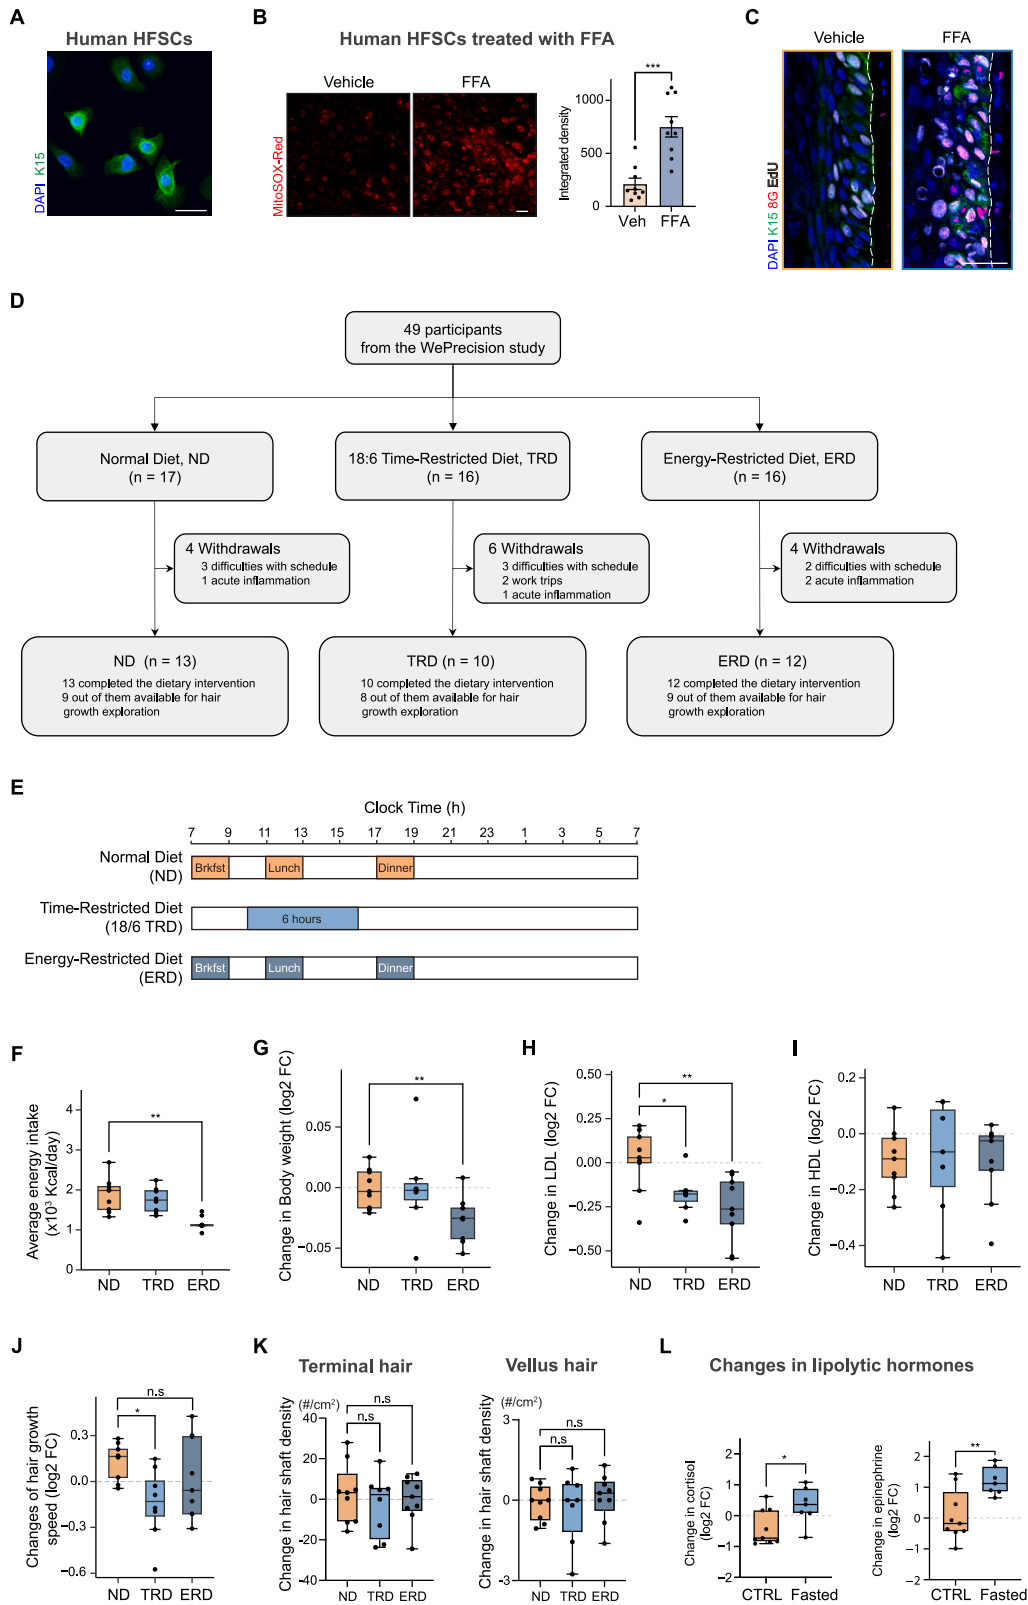 A
Human HFSCs
DAPI K15
B
Human HFSCs treated with FFA
Vehicle
FFA
MitoSOX-Red
Integrated density
1000
500
0
***
Veh
FFA
C
Vehicle
FFA
DAPI K15 8G EdU
D
49 participants
from the WePrecision study
Normal Diet, ND
(n = 17)
18:6 Time-Restricted Diet, TRD
(n = 16)
Energy-Restricted Diet, ERD
(n = 16)
4 Withdrawals
3 difficulties with schedule
1 acute inflammation
6 Withdrawals
3 difficulties with schedule
2 work trips
1 acute inflammation
4 Withdrawals
2 difficulties with schedule
2 acute inflammation
ND (n = 13)
13 completed the dietary intervention
9 out of them available for hair
growth exploration
TRD (n = 10)
10 completed the dietary intervention
8 out of them available for hair
growth exploration
ERD (n = 12)
12 completed the dietary intervention
9 out of them available for hair
growth exploration
E
Clock Time (h)
7 9 11 13 15 17 19 21 23 1 3 5 7
Normal Diet
(ND)
Brkfst Lunch Dinner
Time-Restricted Diet
(18/6 TRD)
6 hours
Energy-Restricted Diet
(ERD)
Brkfst Lunch Dinner
F
Average energy intake
(x10³ Kcal/day)
4
3
2
1
0
**
ND TRD ERD
G
Change in Body weight (log2 FC)
0.05
0.00
−0.05
**
ND TRD ERD
H
Change in LDL (log2 FC)
0.50
0.25
0.00
−0.25
−0.50
**
*
ND TRD ERD
I
Change in HDL (log2 FC)
0.2
0.0
−0.2
−0.4
ND TRD ERD
J
Changes of hair growth
speed (log2 FC)
0.3
0.0
−0.3
−0.6
n.s
*
ND TRD ERD
K
Terminal hair
(#/cm²)
Change in hair shaft density
40
20
0
-20
-40
n.s
n.s
ND TRD ERD
Vellus hair
(#/cm²)
Change in hair shaft density
3
0
-3
n.s
n.s
ND TRD ERD
L
Changes in lipolytic hormones
Change in cortisol
(log2 FC)
2
1
0
−1
−2
*
CTRL Fasted
Change in epinephrine
(log2 FC)
2
1
0
−1
−2
**
CTRL Fasted